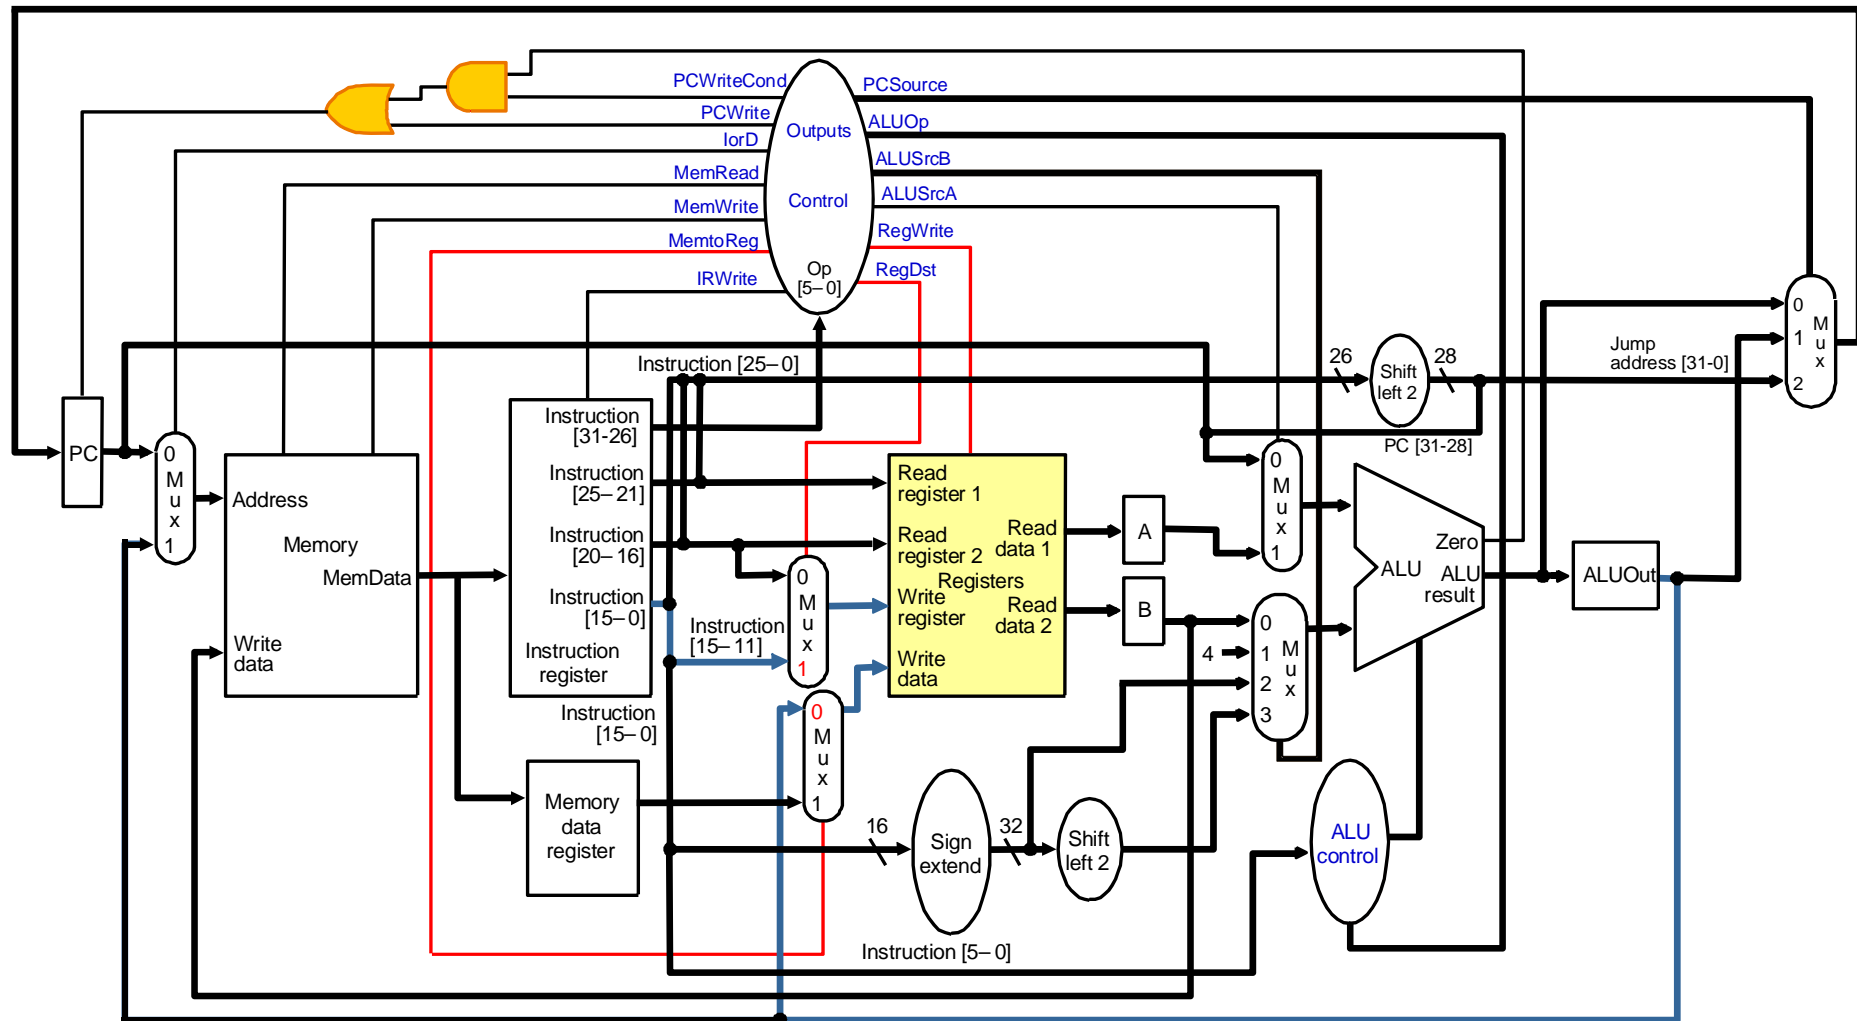 PCWriteCond
PCWrite
IorD
MemRead
MemWrite
MemtoReg
IRWrite
Outputs
Control
Op
[5–0]
PCSource
ALUOp
ALUSrcB
ALUSrcA
RegWrite
RegDst
Instruction [25–0]
26
Shift
left 2
28
Jump
address [31-0]
PC [31-28]
0
1
2
M
u
x
PC
0
M
u
x
1
Address
Memory
MemData
Write
data
Instruction
[31-26]
Instruction
[25–21]
Instruction
[20–16]
Instruction
[15–0]
Instruction
register
Instruction
[15–11]
Instruction
[15–0]
0
M
u
x
1
0
M
u
x
1
Memory
data
register
Read
register 1
Read
register 2
Registers
Write
register
Write
data
Read
data 1
Read
data 2
A
B
0
M
u
x
1
4
0
1
2
3
M
u
x
ALU
Zero
ALU
result
ALUOut
16
Sign
extend
32
Shift
left 2
ALU
control
Instruction [5–0]